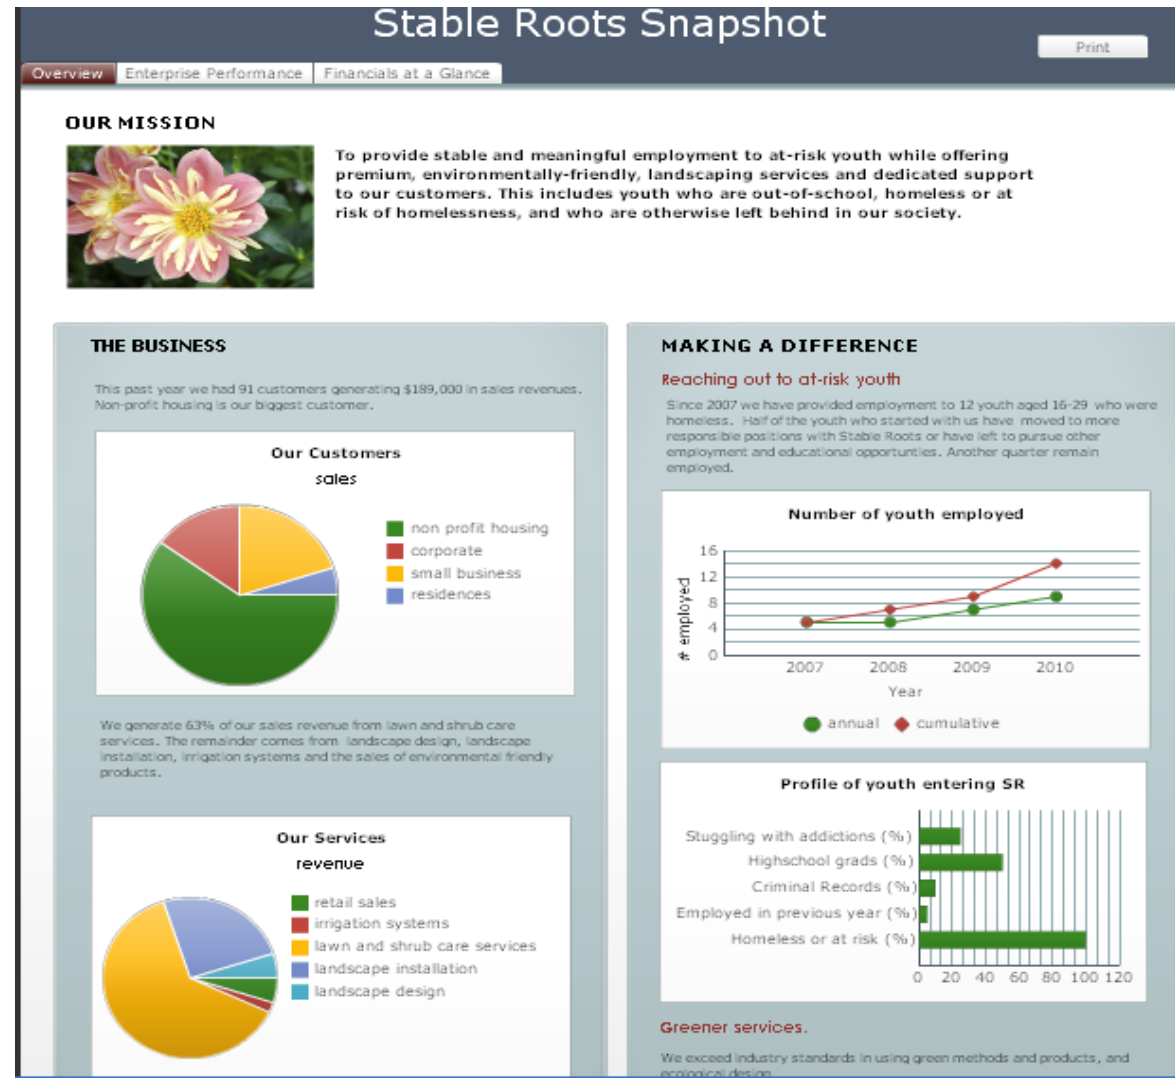 Stable Roots Snapshot
Print
Overview
Enterprise Performance
Financials at a Glance
OUR MISSION
To provide stable and meaningful employment to at-risk youth while offering
premium, environmentally-friendly, landscaping services and dedicated support
to our customers. This includes youth who are out-of-school, homeless or at
risk of homelessness, and who are otherwise left behind in our society.
THE BUSINESS
This past year we had 91 customers generating $189,000 in sales revenues.
Non-profit housing is our biggest customer.
Our Customers
sales
non profit housing
corporate
small business
residences
We generate 63% of our sales revenue from lawn and shrub care
services. The remainder comes from landscape design, landscape
installation, irrigation systems and the sales of environmental friendly
products.
Our Services
revenue
retail sales
irrigation systems
lawn and shrub care services
landscape installation
landscape design
MAKING A DIFFERENCE
Reaching out to at-risk youth
Since 2007 we have provided employment to 12 youth aged 16-29 who were
homeless. Half of the youth who started with us have moved to more
responsible positions with Stable Roots or have left to pursue other
employment and educational opportunties. Another quarter remain
employed.
Number of youth employed
# employed
16
12
8
4
0
2007 2008 2009 2010
Year
annual cumulative
Profile of youth entering SR
Stuggling with addictions (%)
Highschool grads (%)
Criminal Records (%)
Employed in previous year (%)
Homeless or at risk (%)
0 20 40 60 80 100 120
Greener services.
We exceed industry standards in using green methods and products, and
ecological design